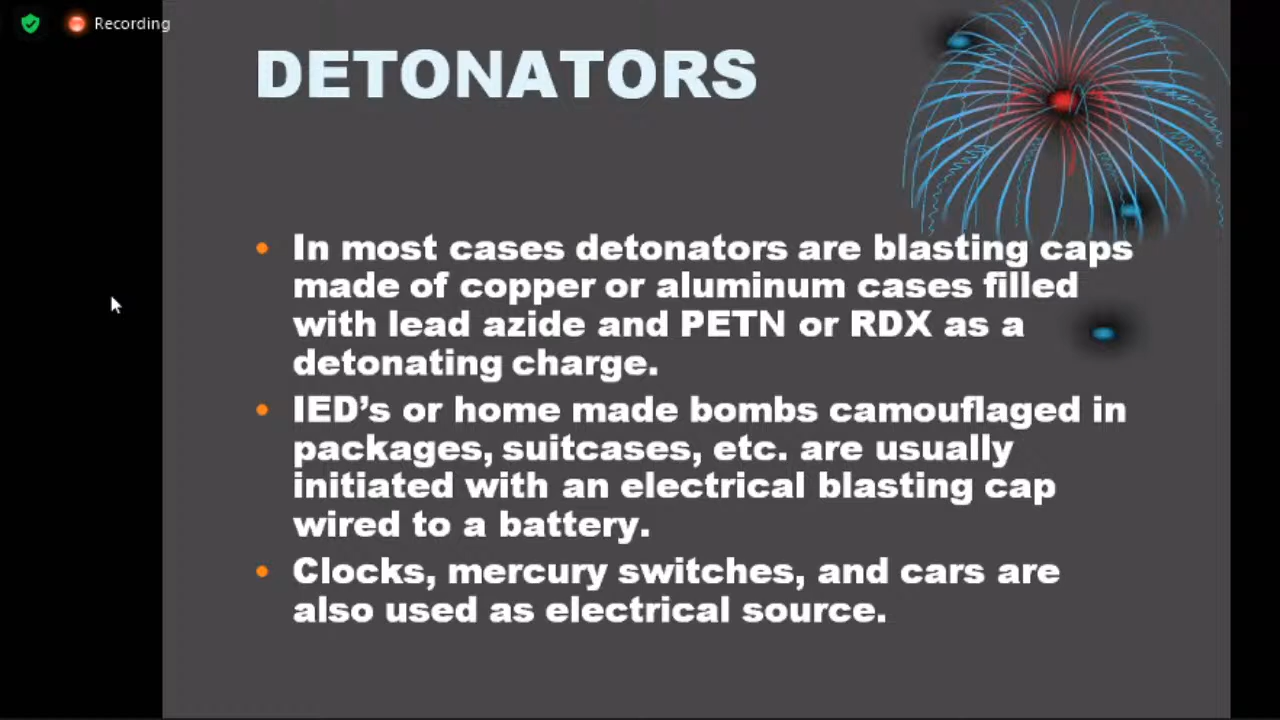 Recording
DETONATORS
• In most cases detonators are blasting caps
made of copper or aluminum cases filled
with lead azide and PETN or RDX as a
detonating charge.
• IED’s or home made bombs camouflaged in
packages, suitcases, etc. are usually
initiated with an electrical blasting cap
wired to a battery.
• Clocks, mercury switches, and cars are
also used as electrical source.